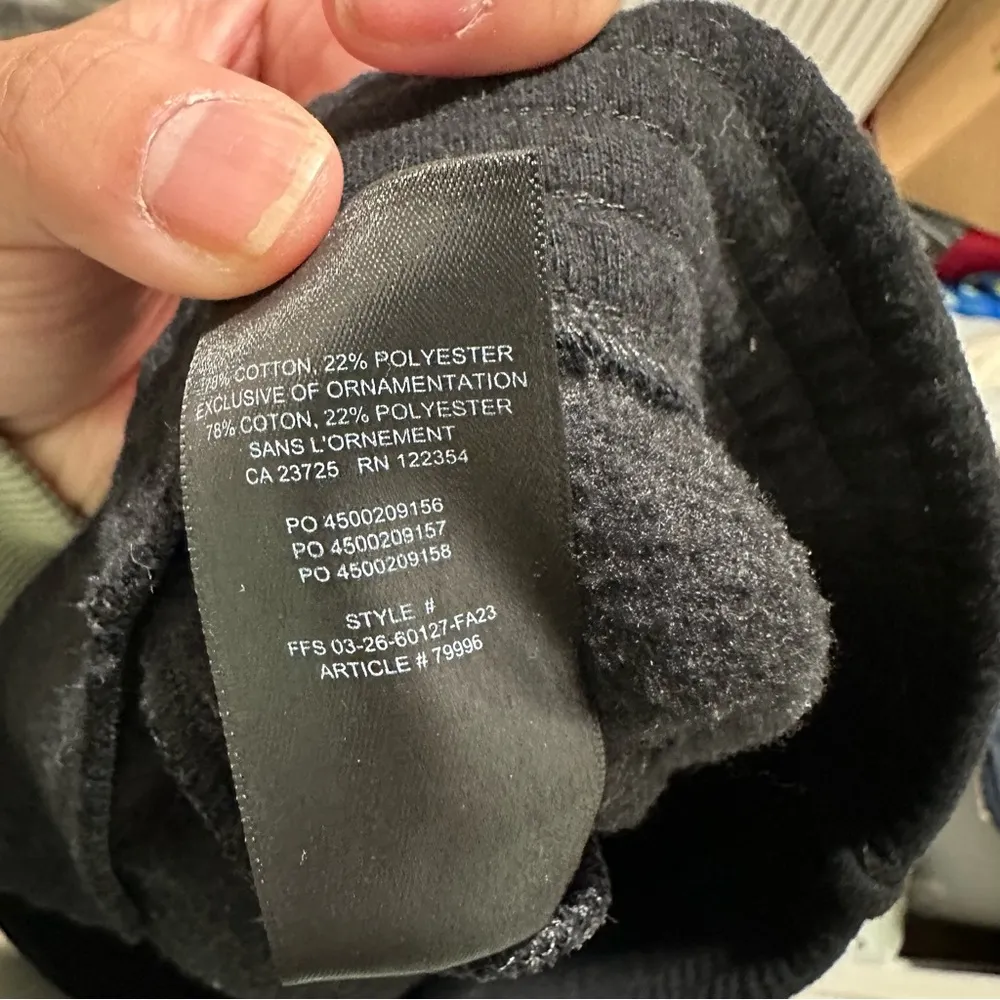 78% COTTON, 22% POLYESTER
EXCLUSIVE OF ORNAMENTATION
78% COTON, 22% POLYESTER
SANS L'ORNEMENT
CA 23725 RN 122354
PO 4500209156
PO 4500209157
PO 4500209158
STYLE #
FFS 03-26-60127-FA23
ARTICLE # 79996